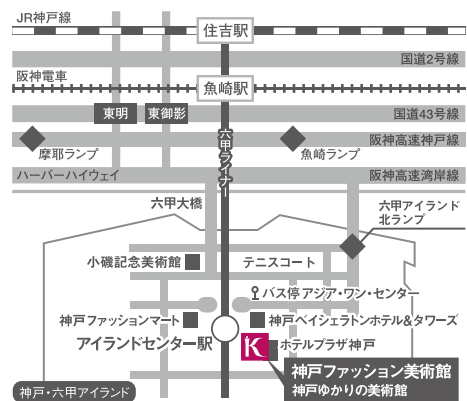 JR神戸線
住吉駅
国道2号線
阪神電車
魚崎駅
国道43号線
東明
東御影
六甲ライナー
阪神高速神戸線
摩耶ランプ
魚崎ランプ
ハーバーハイウェイ
阪神高速湾岸線
六甲大橋
六甲アイランド
北ランプ
小磯記念美術館
テニスコート
バス停 アジア・ワン・センター
神戸ファッションマート
神戸ベイシェラトンホテル&タワーズ
アイランドセンター駅
K
ホテルプラザ神戸
神戸ファッション美術館
神戸ゆかりの美術館
神戸・六甲アイランド